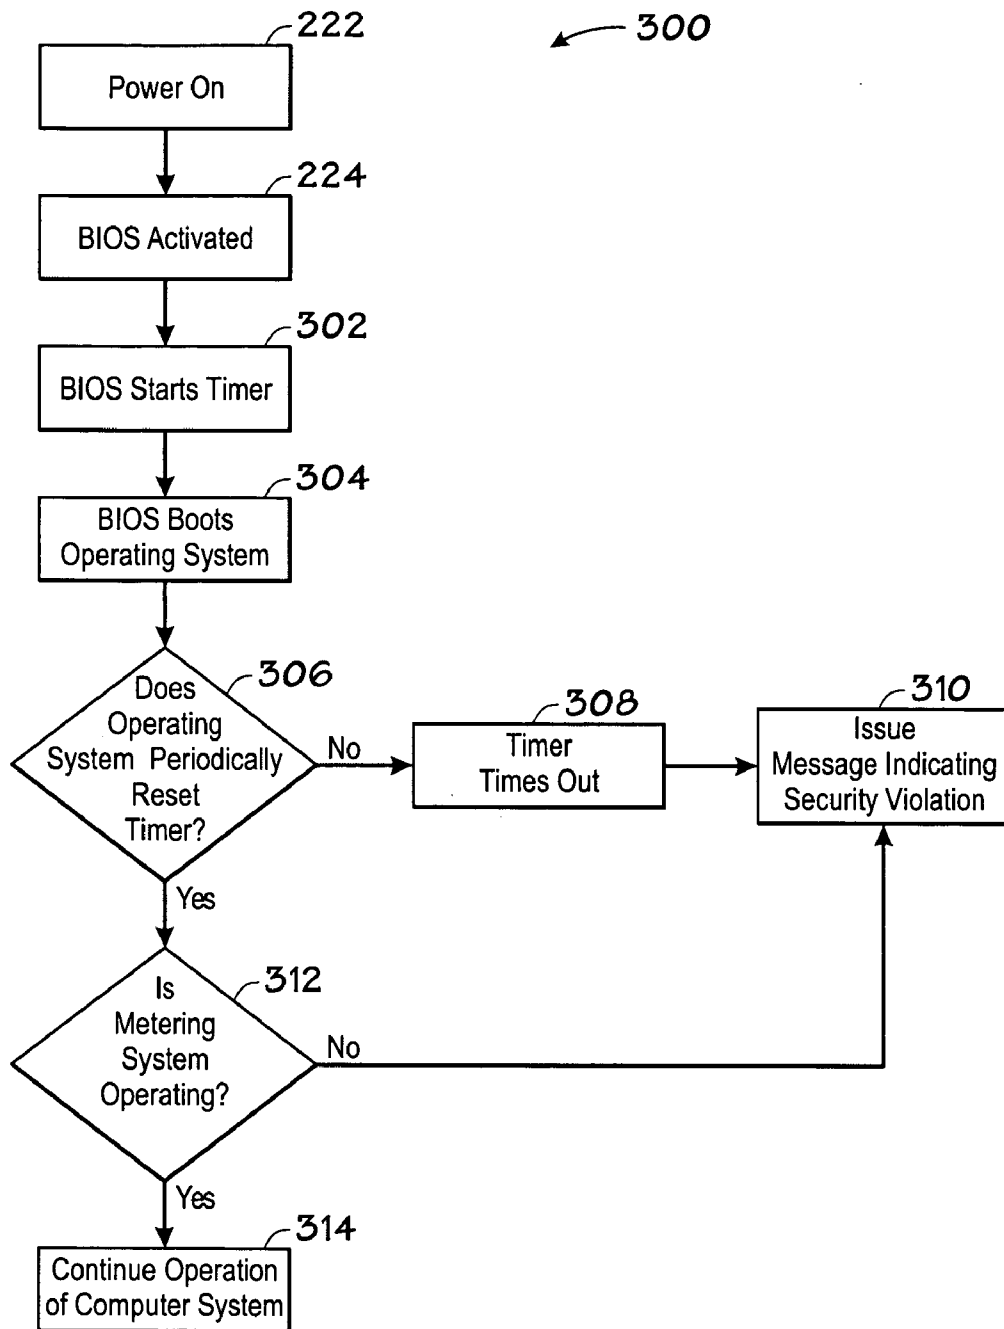 300
222
Power On
224
BIOS Activated
302
BIOS Starts Timer
304
BIOS Boots
Operating System
306
Does
Operating
System Periodically
Reset
Timer?
No
308
Timer
Times Out
310
Issue
Message Indicating
Security Violation
Yes
312
Is
Metering
System
Operating?
No
Yes
314
Continue Operation
of Computer System